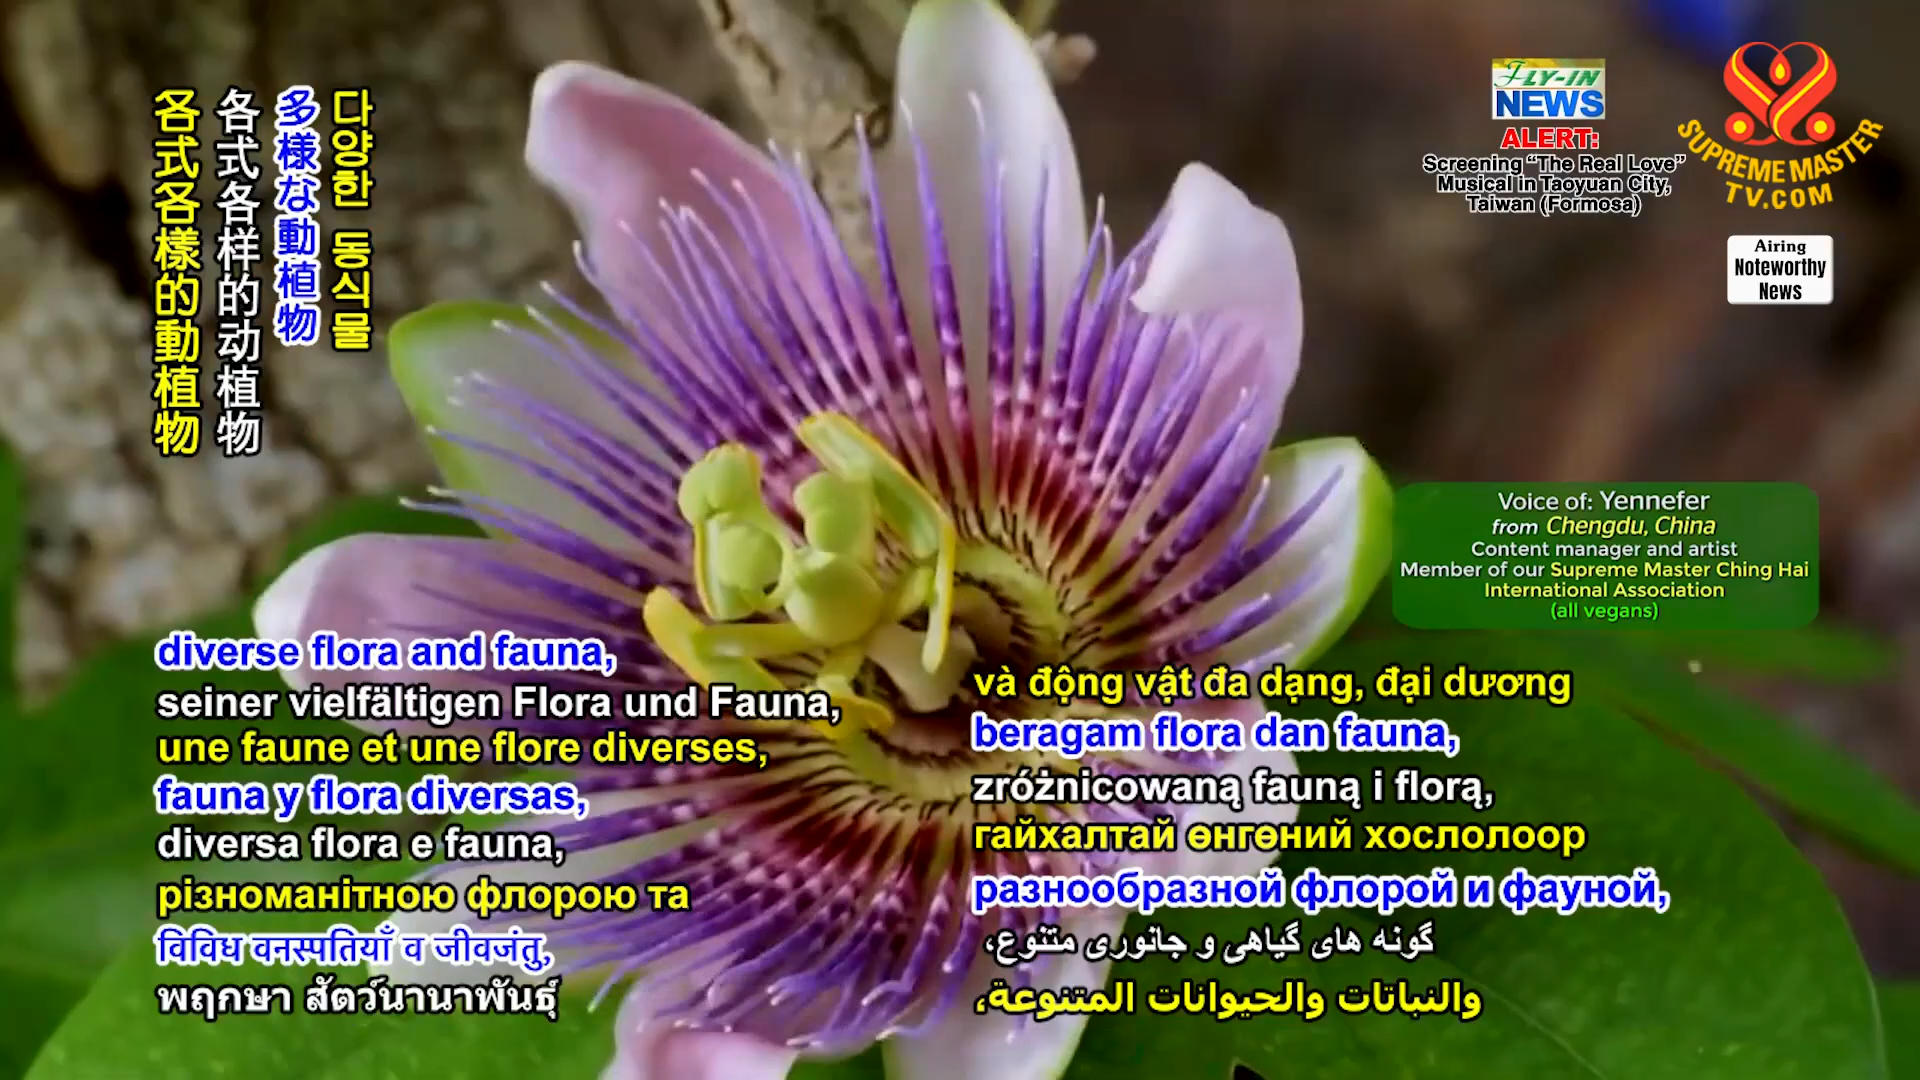 各式各樣的動植物
各式各样的动植物
多様な動植物
다양한 동식물
FLY-IN
NEWS
ALERT:
Screening “The Real Love”
Musical in Taoyuan City,
Taiwan (Formosa)
SUPREME MASTER
TV.COM
Airing
Noteworthy
News
Voice of: Yennefer
from Chengdu, China
Content manager and artist
Member of our Supreme Master Ching Hai
International Association
(all vegans)
diverse flora and fauna,
seiner vielfältigen Flora und Fauna,
une faune et une flore diverses,
fauna y flora diversas,
diversa flora e fauna,
різноманітною флорою та
विविध वनस्पतियाँ व जीवजंतु,
พฤกษา สัตว์นานาพันธุ์
và động vật đa dạng, đại dương
beragam flora dan fauna,
zróżnicowaną fauną i florą,
гайхалтай өнгөний хослолоор
разнообразной флорой и фауной,
گونه های گیاهی و جانوری متنوع،
والنباتات والحيوانات المتنوعة،